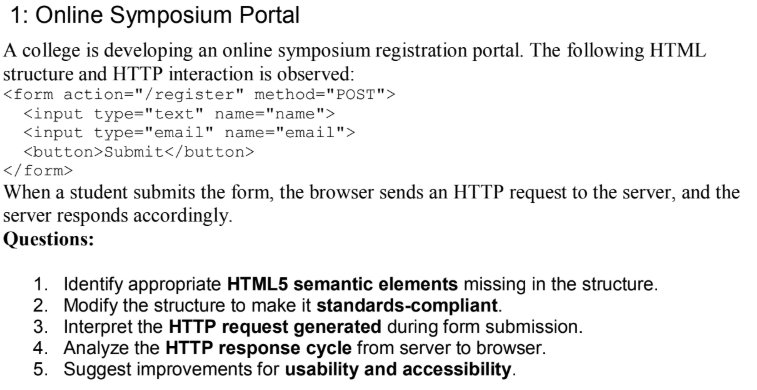 1: Online Symposium Portal
A college is developing an online symposium registration portal. The following HTML
structure and HTTP interaction is observed:
<form action="/register" method="POST">
  <input type="text" name="name">
  <input type="email" name="email">
  <button>Submit</button>
</form>
When a student submits the form, the browser sends an HTTP request to the server, and the
server responds accordingly.
Questions:
1. Identify appropriate HTML5 semantic elements missing in the structure.
2. Modify the structure to make it standards-compliant.
3. Interpret the HTTP request generated during form submission.
4. Analyze the HTTP response cycle from server to browser.
5. Suggest improvements for usability and accessibility.